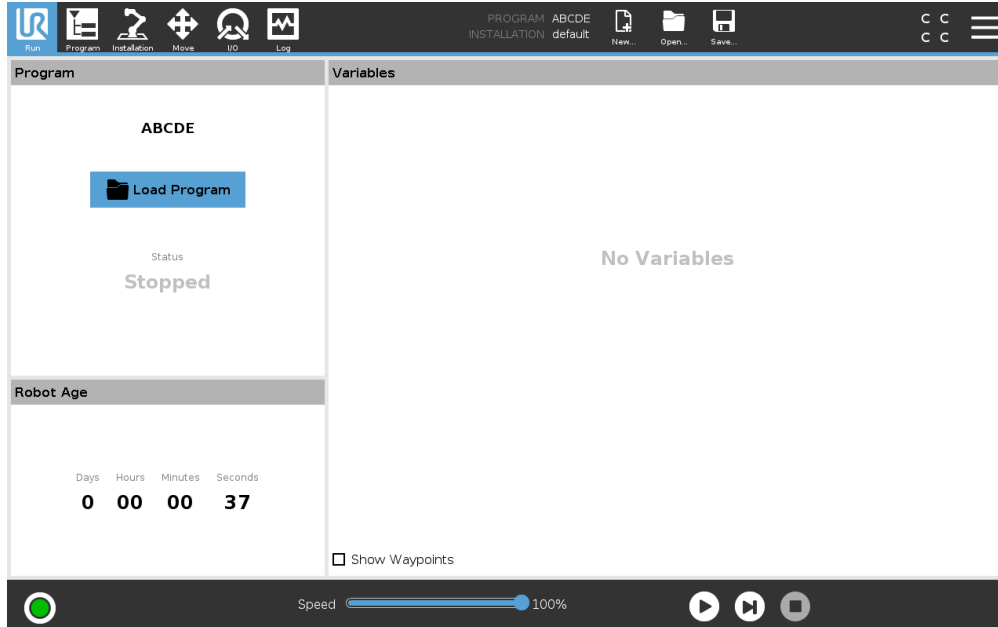 PROGRAM ABCDE
INSTALLATION default
UR
Run
Program
Installation
Move
I/O
Log
New...
Open...
Save...
C C
C C
Program
ABCDE
Load Program
Status
Stopped
Robot Age
Days Hours Minutes Seconds
0 00 00 37
Variables
No Variables
Show Waypoints
Speed 100%